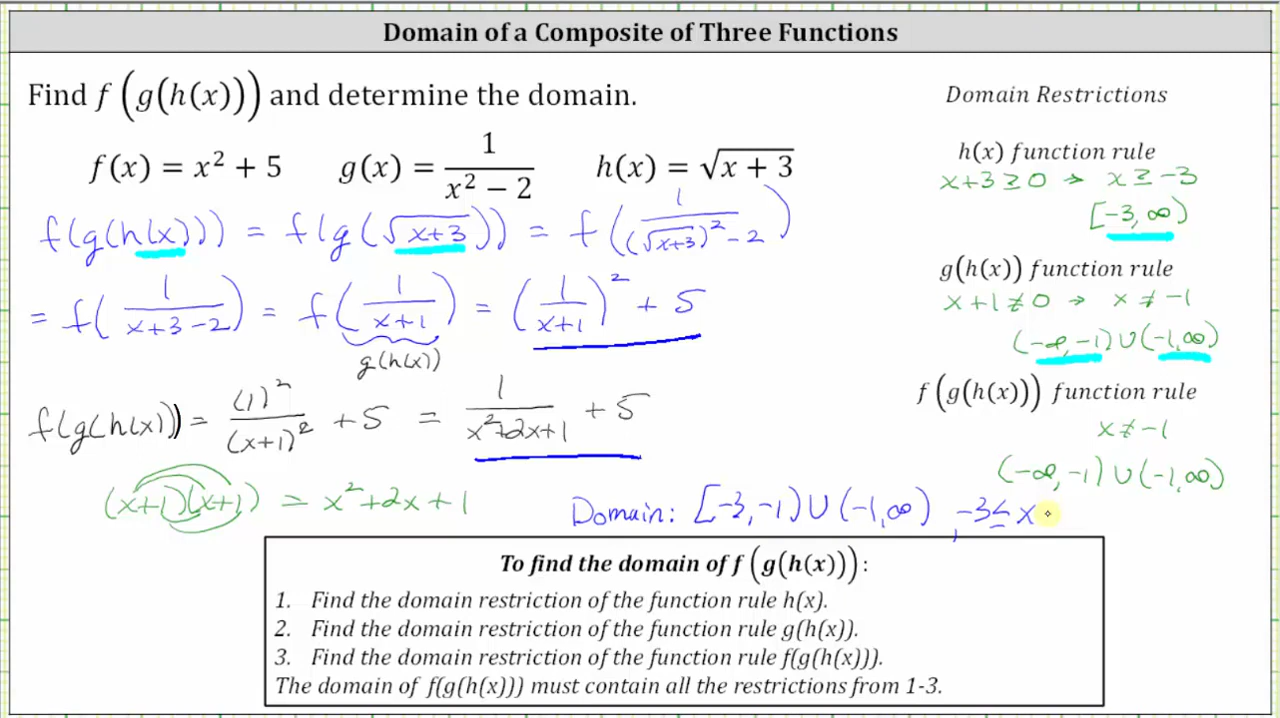 Domain of a Composite of Three Functions
Find f(g(h(x))) and determine the domain.
f(x) = x² + 5   g(x) = 1/(x² − 2)   h(x) = √(x + 3)
f(g(h(x))) = f(g(√(x+3))) = f(1/((√(x+3))² − 2))
= f(1/(x+3−2)) = f(1/(x+1)) = (1/(x+1))² + 5
g(h(x))
f(g(h(x))) = (1)²/(x+1)² + 5 = 1/(x²+2x+1) + 5
(x+1)(x+1) = x²+2x+1
Domain: [−3,−1)∪(−1,∞) , −3≤x
Domain Restrictions
h(x) function rule
x+3≥0 → x≥−3
[−3,∞)
g(h(x)) function rule
x+1≠0 → x≠−1
(−∞,−1)∪(−1,∞)
f(g(h(x))) function rule
x≠−1
(−∞,−1)∪(−1,∞)
To find the domain of f(g(h(x))):
1. Find the domain restriction of the function rule h(x).
2. Find the domain restriction of the function rule g(h(x)).
3. Find the domain restriction of the function rule f(g(h(x))).
The domain of f(g(h(x))) must contain all the restrictions from 1-3.